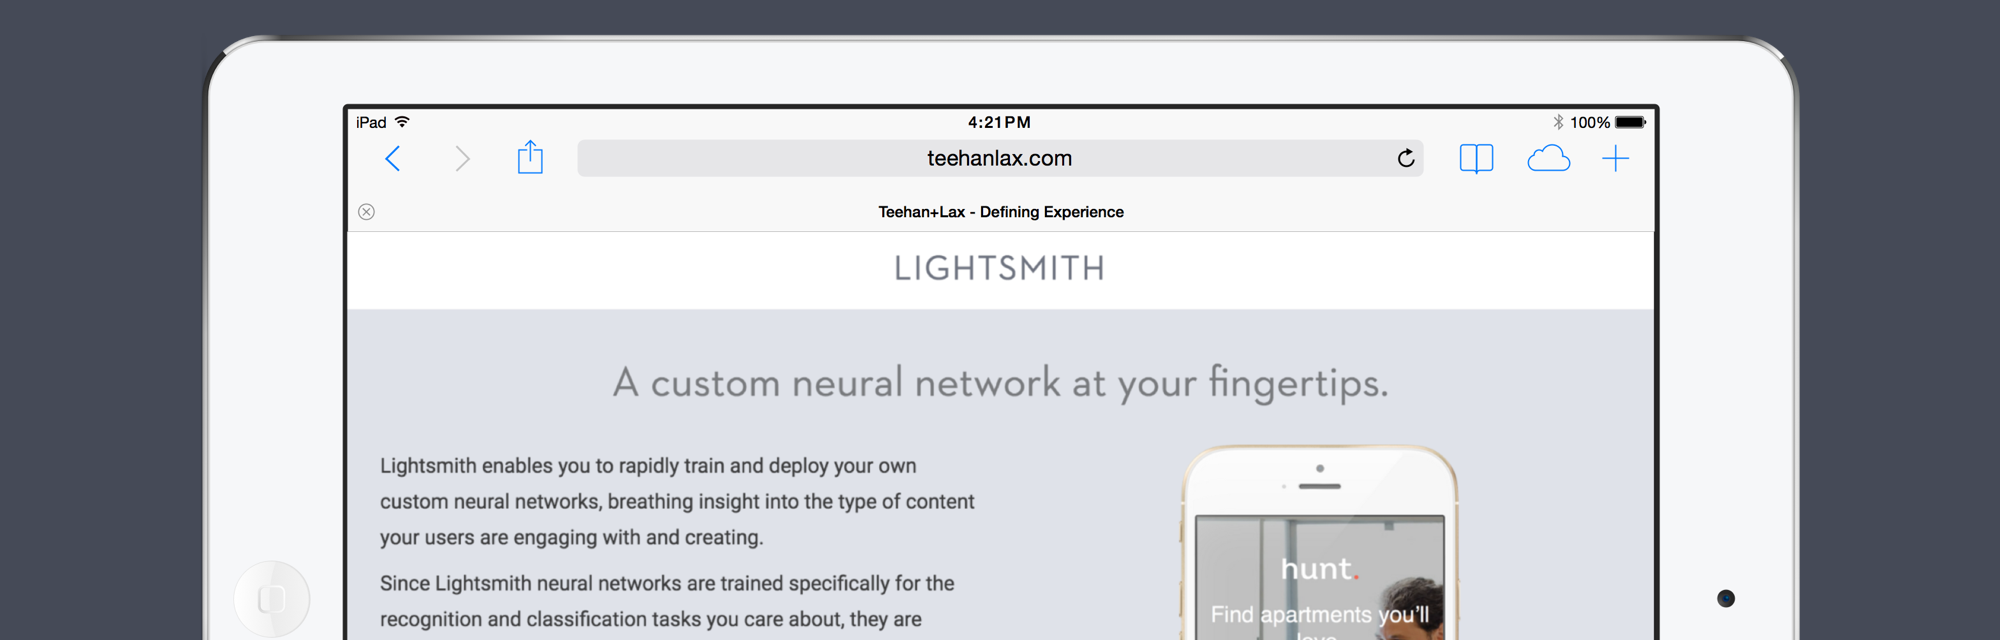 iPad 4:21 PM 100%
teehanlax.com
Teehan+Lax - Defining Experience
LIGHTSMITH
A custom neural network at your fingertips.
Lightsmith enables you to rapidly train and deploy your own
custom neural networks, breathing insight into the type of content
your users are engaging with and creating.
Since Lightsmith neural networks are trained specifically for the
recognition and classification tasks you care about, they are
hunt.
Find apartments you'll
love